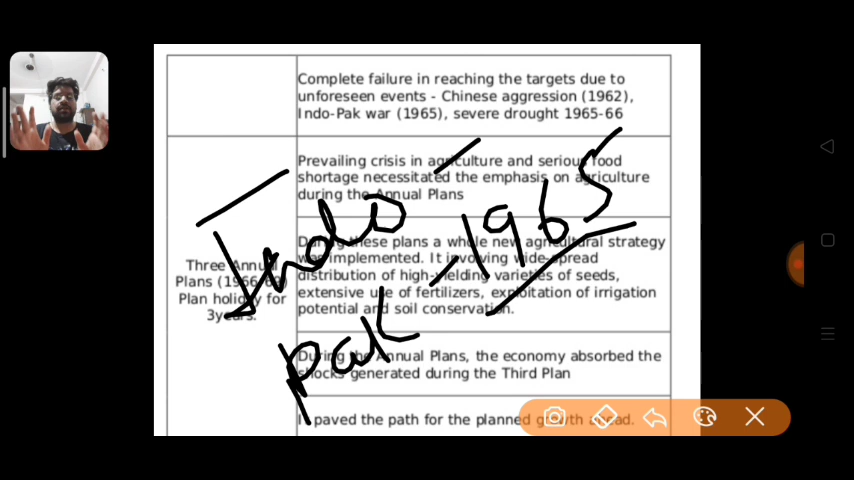 Complete failure in reaching the targets due to
unforeseen events - Chinese aggression (1962),
Indo-Pak war (1965), severe drought 1965-66
Three Annual
Plans (1966-69)
Plan holiday for
3years.
Prevailing crisis in agriculture and serious food
shortage necessitated the emphasis on agriculture
during the Annual Plans
During these plans a whole new agricultural strategy
was implemented. It involving wide-spread
distribution of high-yielding varieties of seeds,
extensive use of fertilizers, exploitation of irrigation
potential and soil conservation.
During the Annual Plans, the economy absorbed the
shocks generated during the Third Plan
It paved the path for the planned growth ahead.
Indo -
pak - 1965